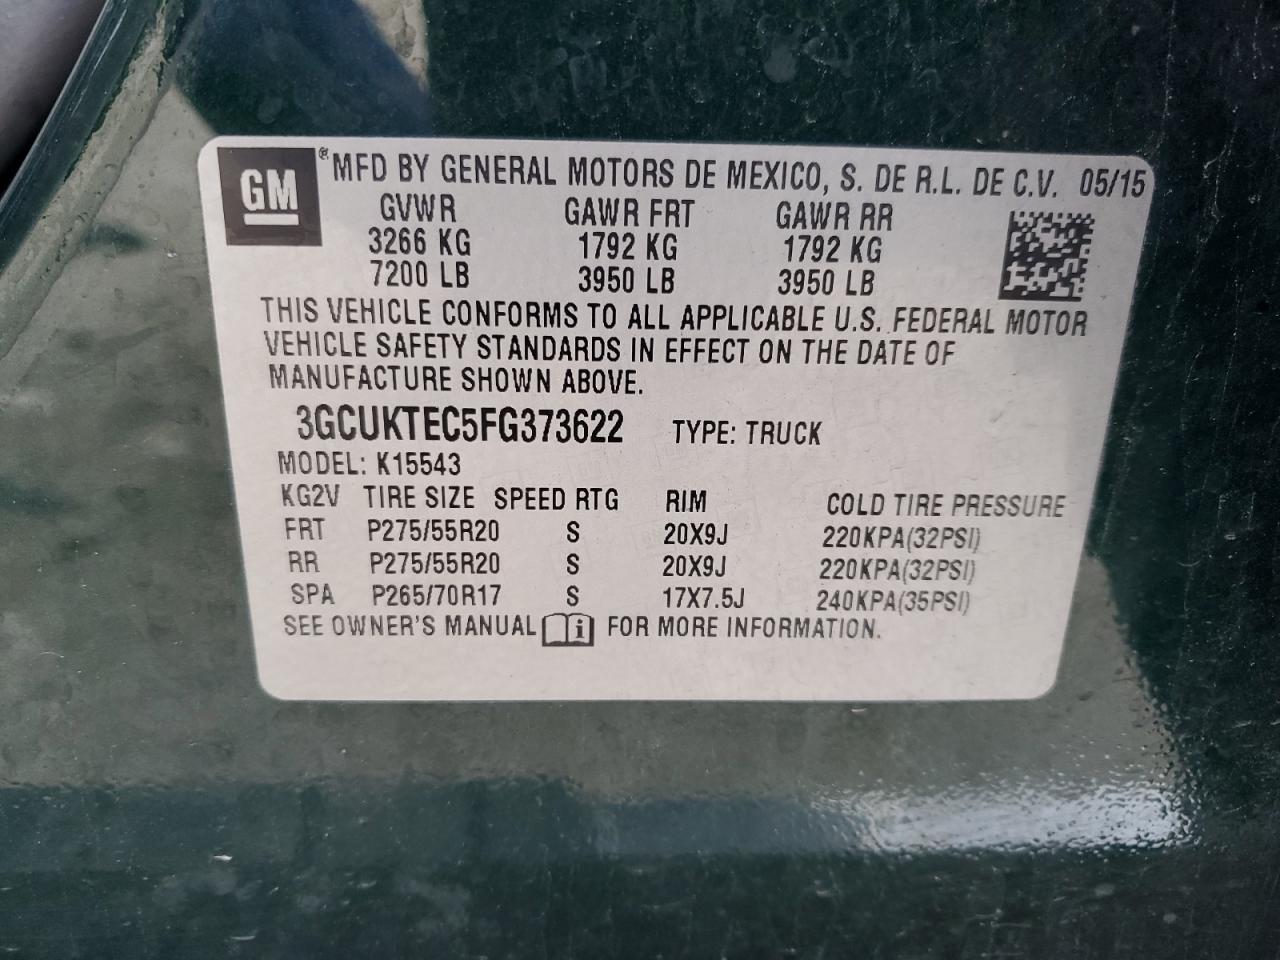 GM ® MFD BY GENERAL MOTORS DE MEXICO, S. DE R.L. DE C.V. 05/15
GVWR GAWR FRT GAWR RR
3266 KG 1792 KG 1792 KG
7200 LB 3950 LB 3950 LB
THIS VEHICLE CONFORMS TO ALL APPLICABLE U.S. FEDERAL MOTOR
VEHICLE SAFETY STANDARDS IN EFFECT ON THE DATE OF
MANUFACTURE SHOWN ABOVE.
3GCUKTEC5FG373622 TYPE: TRUCK
MODEL: K15543
KG2V TIRE SIZE SPEED RTG RIM COLD TIRE PRESSURE
FRT P275/55R20 S 20X9J 220KPA(32PSI)
RR P275/55R20 S 20X9J 220KPA(32PSI)
SPA P265/70R17 S 17X7.5J 240KPA(35PSI)
SEE OWNER'S MANUAL i FOR MORE INFORMATION.